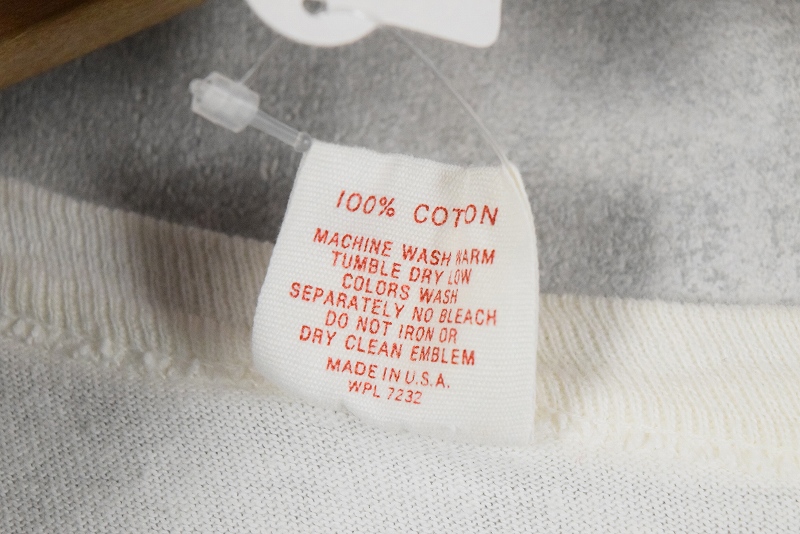 100% COTON
MACHINE WASH WARM
TUMBLE DRY LOW
COLORS WASH
SEPARATELY NO BLEACH
DO NOT IRON OR
DRY CLEAN EMBLEM
MADE IN U.S.A.
WPL 7232